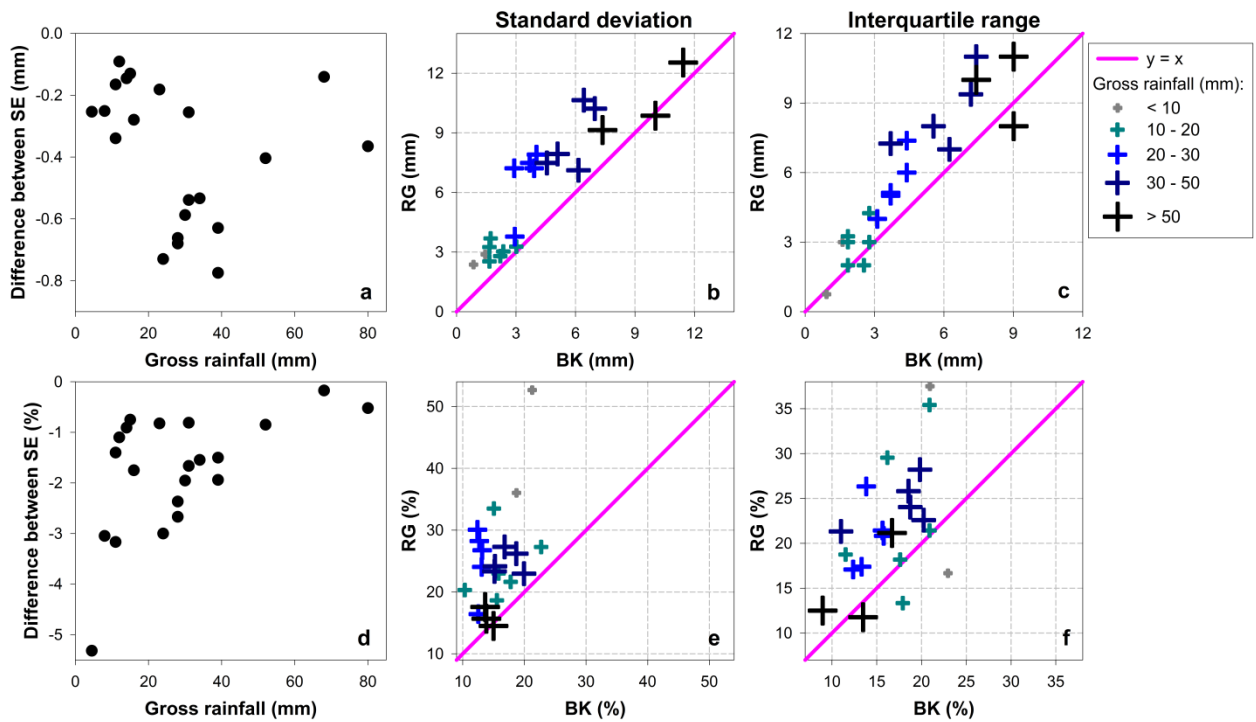 Standard deviation
Interquartile range
0.0
-0.2
-0.4
-0.6
-0.8
Difference between SE (mm)
0 20 40 60 80
Gross rainfall (mm)
a
12
9
6
3
0
RG (mm)
0 3 6 9 12
BK (mm)
b
12
9
6
3
0
RG (mm)
0 3 6 9 12
BK (mm)
c
y = x
Gross rainfall (mm):
< 10
10 - 20
20 - 30
30 - 50
> 50
0
-1
-2
-3
-4
-5
Difference between SE (%)
0 20 40 60 80
Gross rainfall (mm)
d
50
40
30
20
10
RG (%)
10 20 30 40 50
BK (%)
e
35
30
25
20
15
10
RG (%)
10 15 20 25 30 35
BK (%)
f